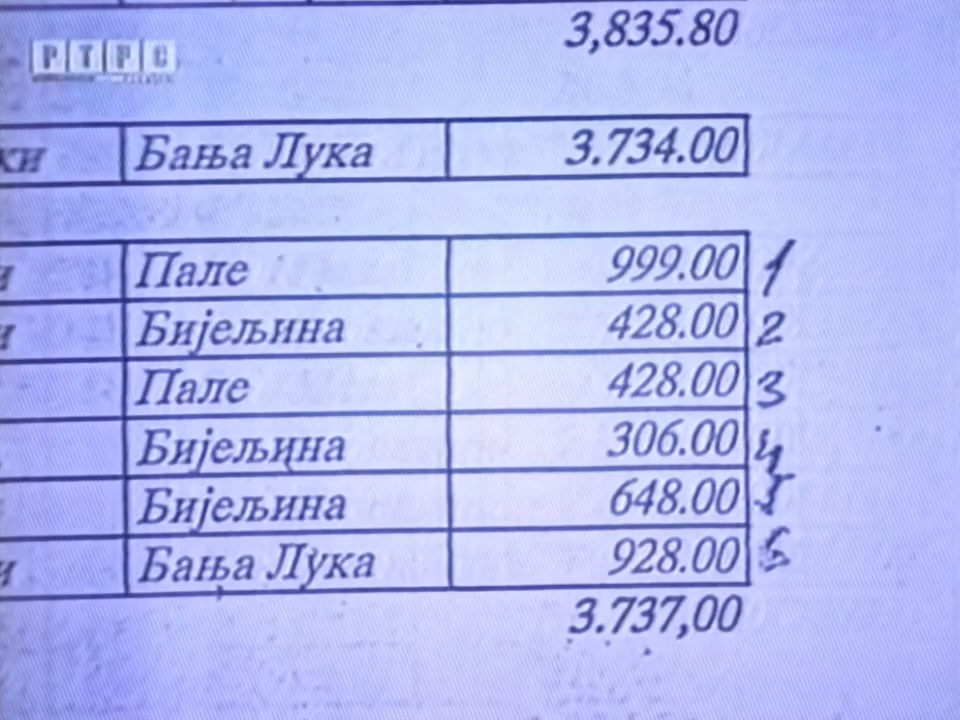 3,835.80
РТРС
ки Бања Лука 3.734.00
и Пале 999.00 1
и Бијељина 428.00 2
Пале 428.00 3
Бијељина 306.00 4
Бијељина 648.00 5
и Бања Лука 928.00 6
3.737,00